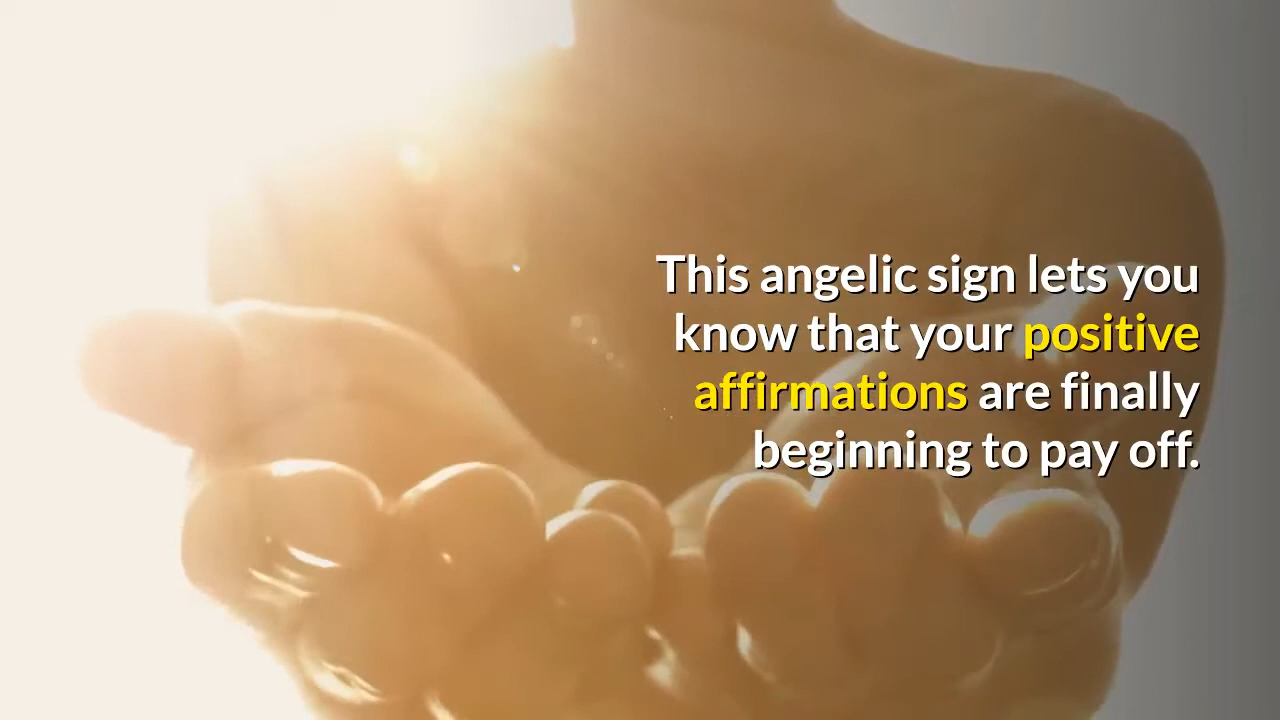 This angelic sign lets you
know that your positive
affirmations are finally
beginning to pay off.